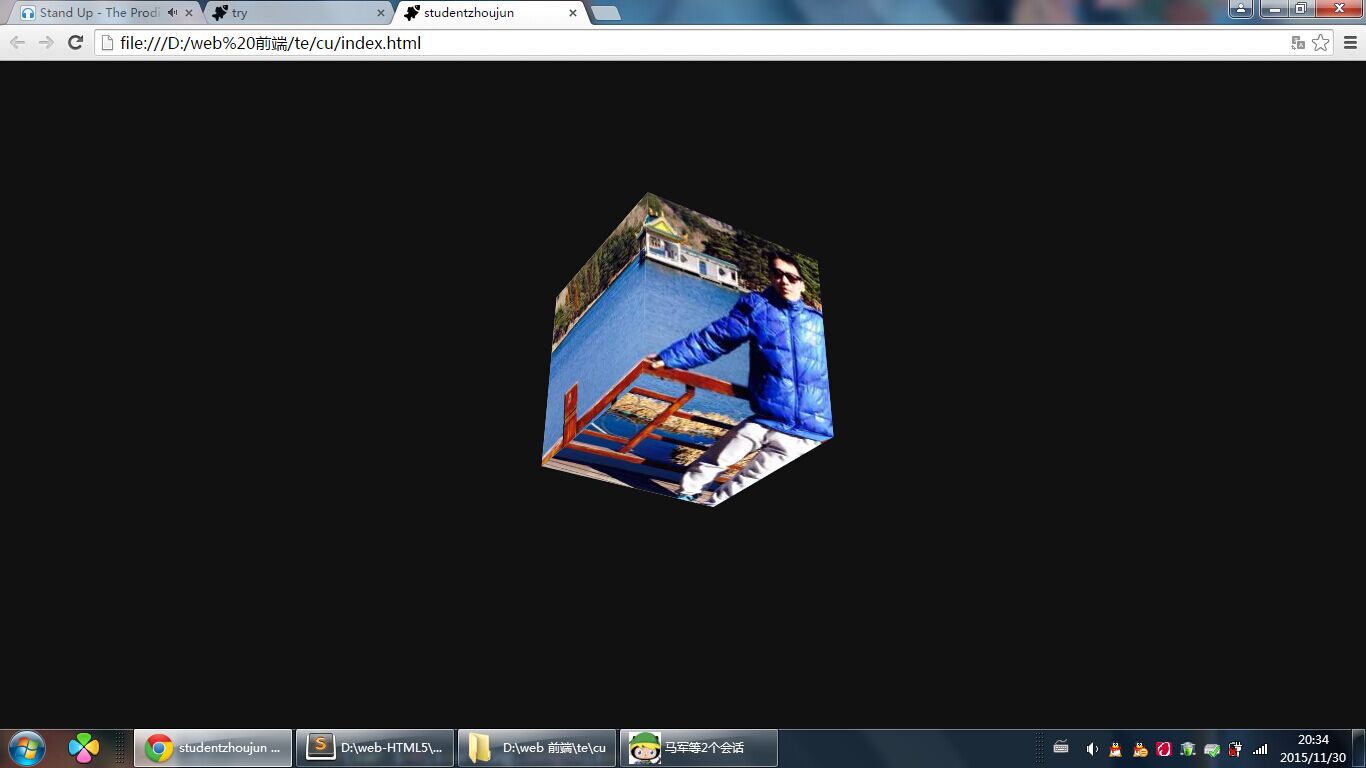 Stand Up - The Prodi
try
studentzhoujun
file:///D:/web%20前端/te/cu/index.html
studentzhoujun ...
D:\web-HTML5\...
D:\web 前端\te\cu
马军等2个会话
20:34
2015/11/30